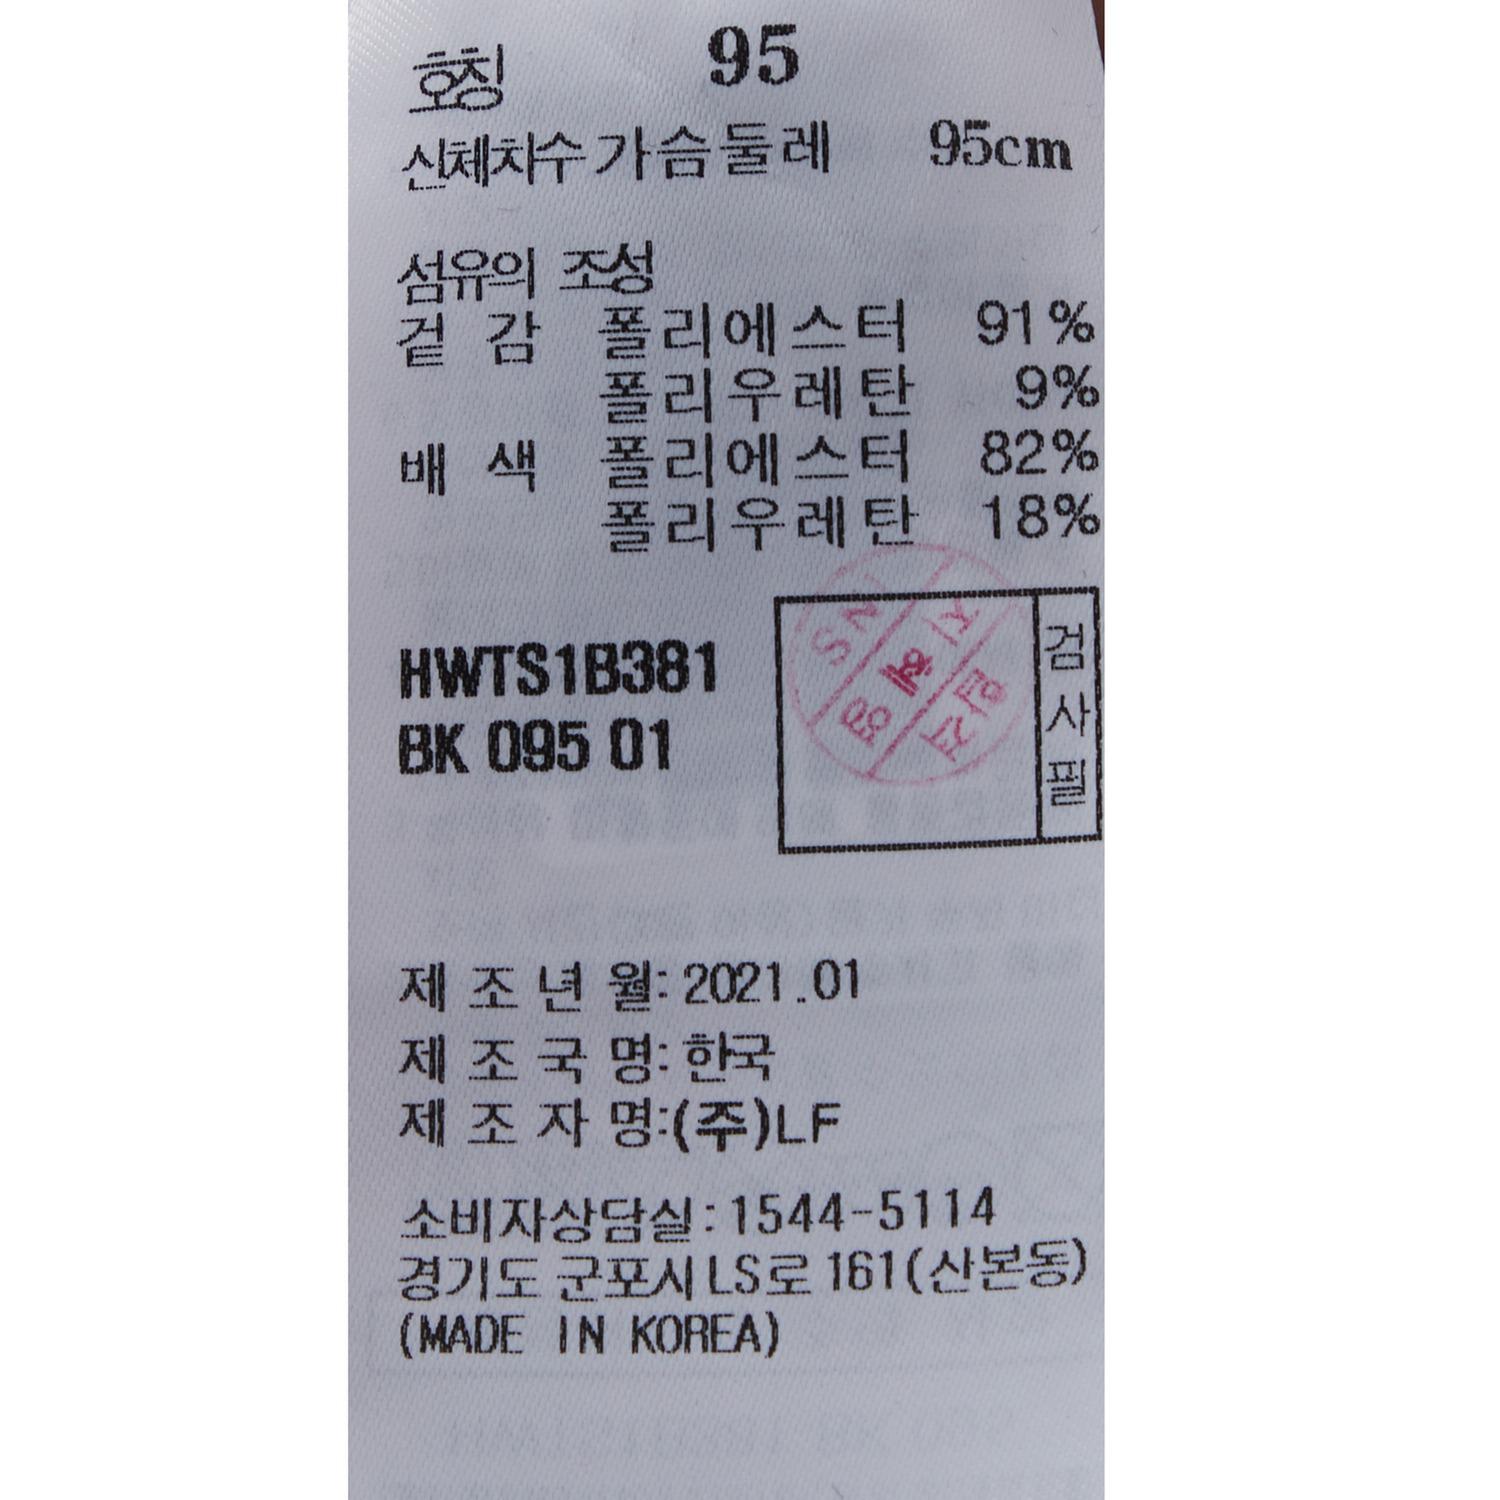 호칭 95
신체치수 가슴둘레 95cm
섬유의 조성
겉 감 폴리에스터 91%
폴리우레탄 9%
배 색 폴리에스터 82%
폴리우레탄 18%
HWTS1B381
BK 095 01
검사필
제 조 년 월: 2021.01
제 조 국 명: 한국
제 조 자 명:(주)LF
소비자상담실:1544-5114
경기도 군포시 LS로 161(산본동)
(MADE IN KOREA)